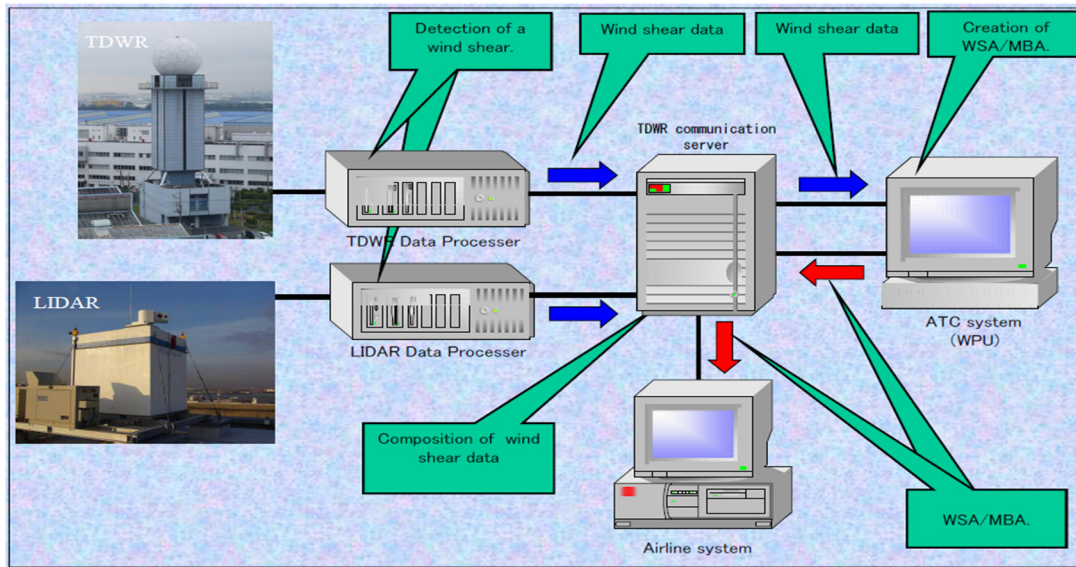 TDWR
Detection of a
wind shear.
Wind shear data
Wind shear data
Creation of
WSA/MBA.
TDWR communication
server
TDWR Data Processer
LIDAR
LIDAR Data Processer
ATC system
(WPU)
Composition of wind
shear data
WSA/MBA.
Airline system